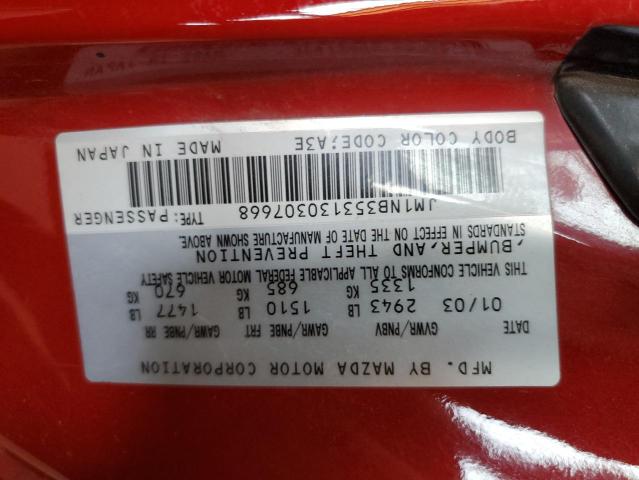 MFD. BY MAZDA MOTOR CORPORATION
DATE GVWR/PNBV GAWR/PNBE FRT GAWR/PNBE RR
01/03 2943 LB 1510 LB 1477 LB
1335 KG 685 KG 670 KG
THIS VEHICLE CONFORMS TO ALL APPLICABLE FEDERAL MOTOR VEHICLE SAFETY
,BUMPER,AND THEFT PREVENTION
STANDARDS IN EFFECT ON THE DATE OF MANUFACTURE SHOWN ABOVE.
JM1NB353130307668 TYPE:PASSENGER
BODY COLOR CODE;A3E MADE IN JAPAN